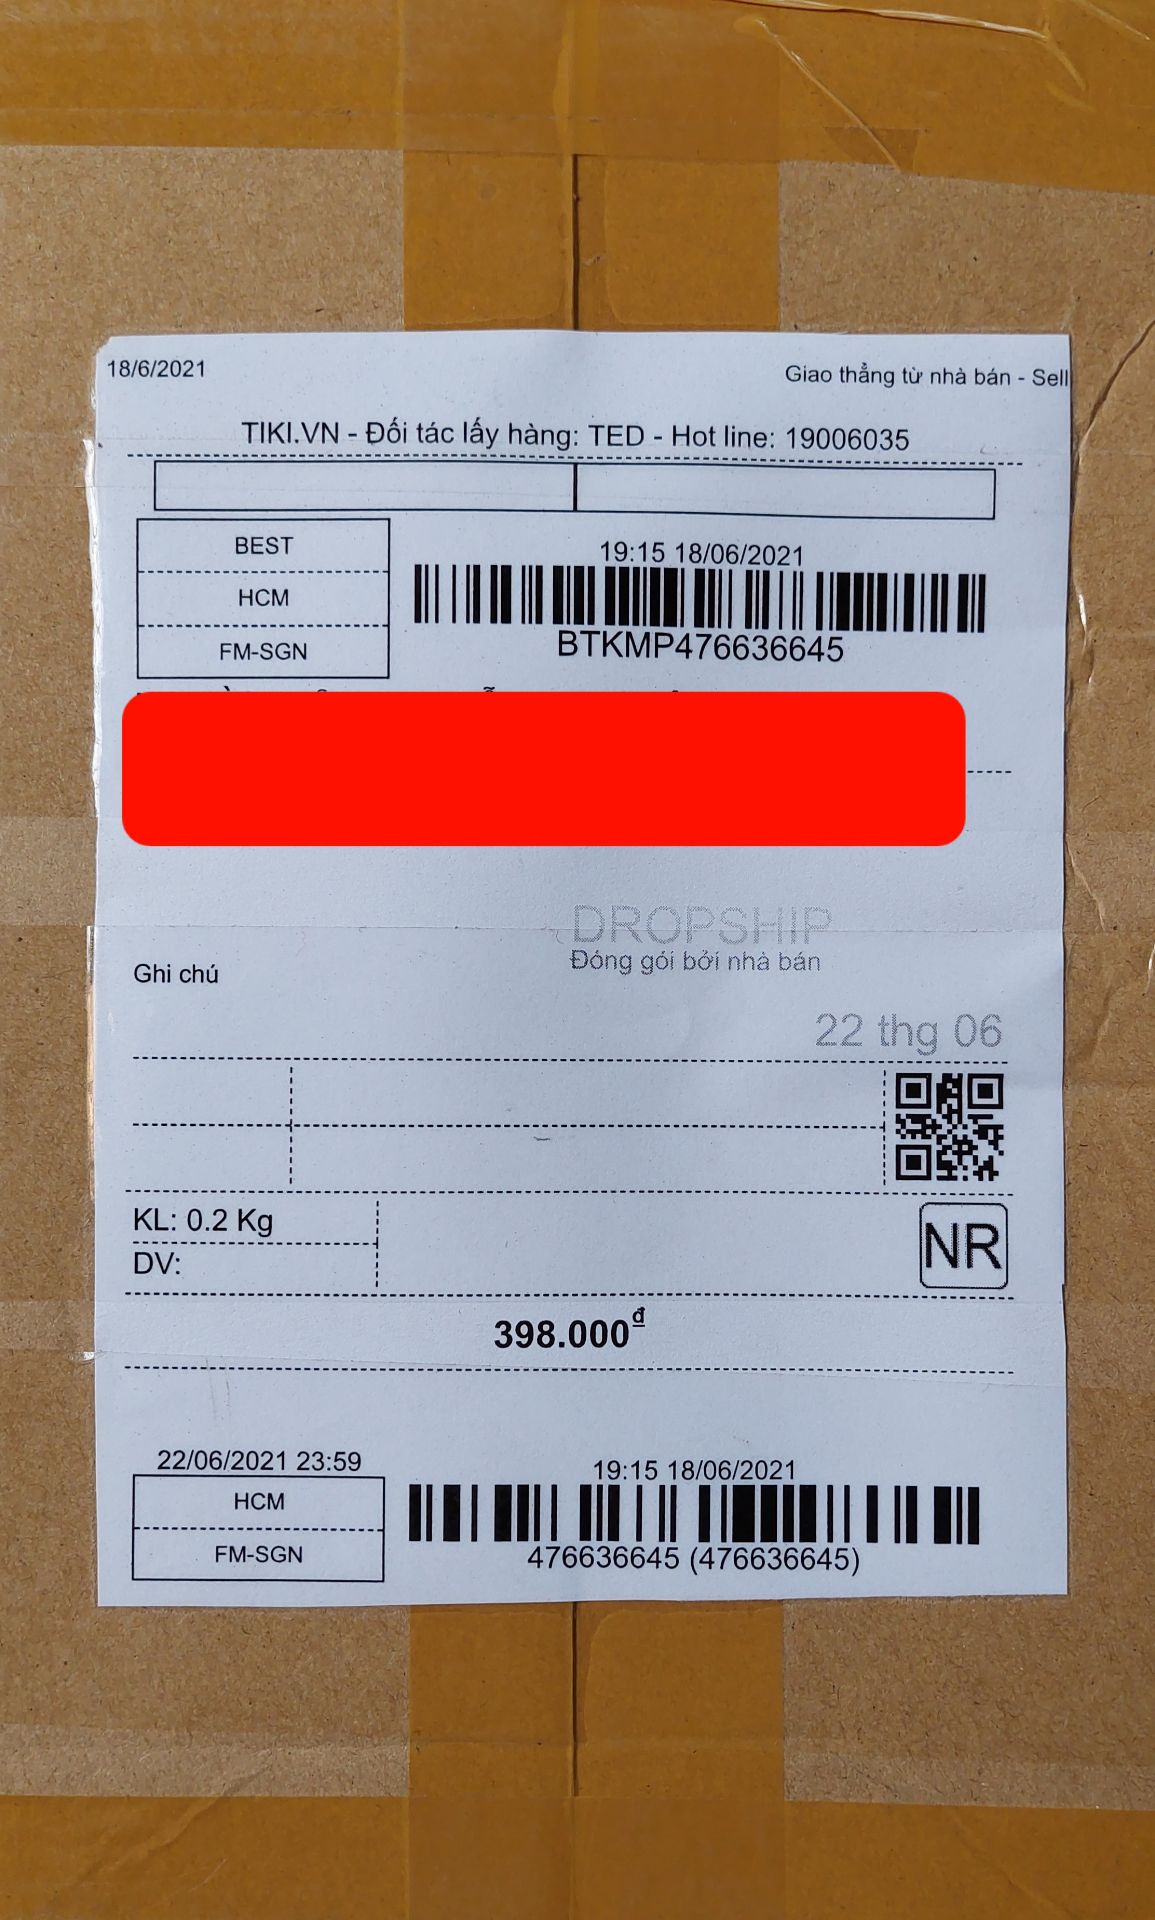 18/6/2021
Giao thẳng từ nhà bán - Sell
TIKI.VN - Đối tác lấy hàng: TED - Hot line: 19006035
BEST
HCM
FM-SGN
19:15 18/06/2021
BTKMP476636645
DROPSHIP
Đóng gói bởi nhà bán
Ghi chú
22 thg 06
KL: 0.2 Kg
DV:
NR
398.000đ
22/06/2021 23:59
HCM
FM-SGN
19:15 18/06/2021
476636645 (476636645)